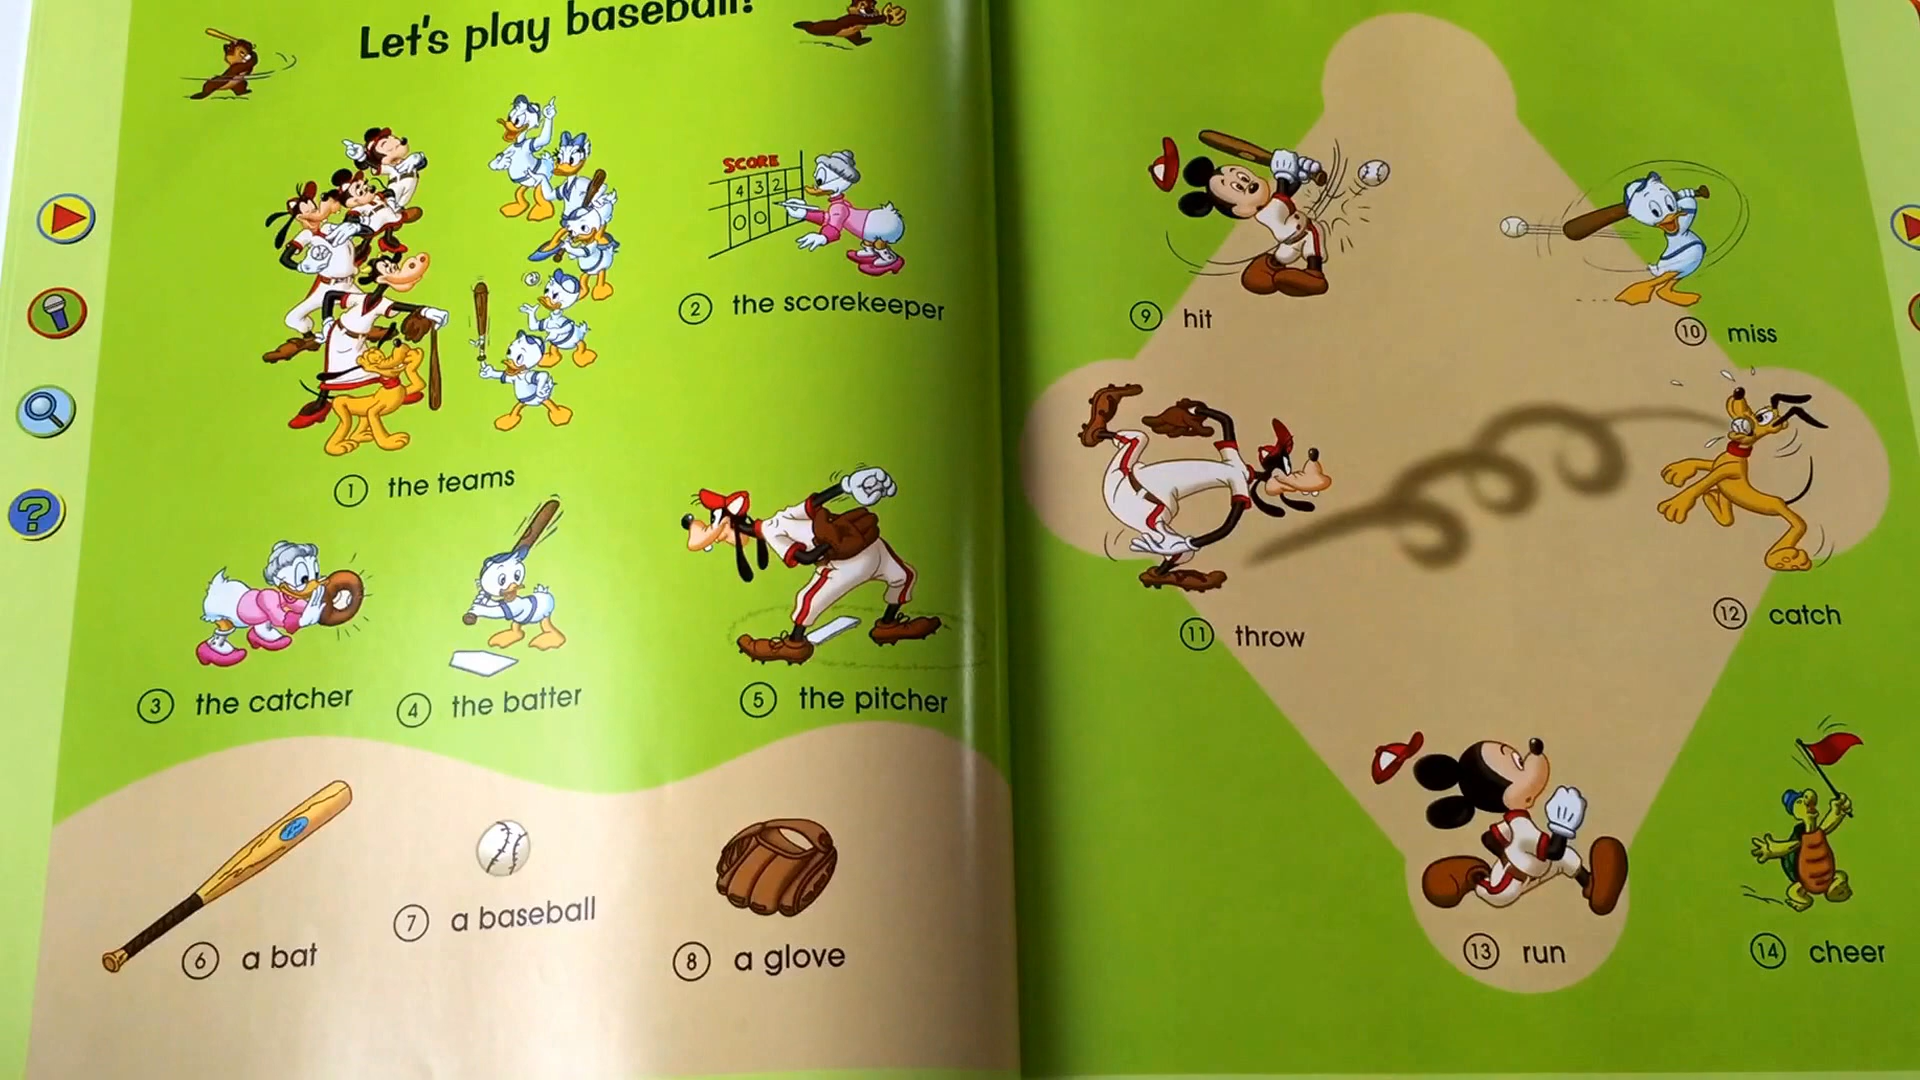 Let's play baseball!
SCORE
4 3 2
0 0
① the teams
② the scorekeeper
③ the catcher
④ the batter
⑤ the pitcher
⑥ a bat
⑦ a baseball
⑧ a glove
⑨ hit
⑩ miss
⑪ throw
⑫ catch
⑬ run
⑭ cheer
?